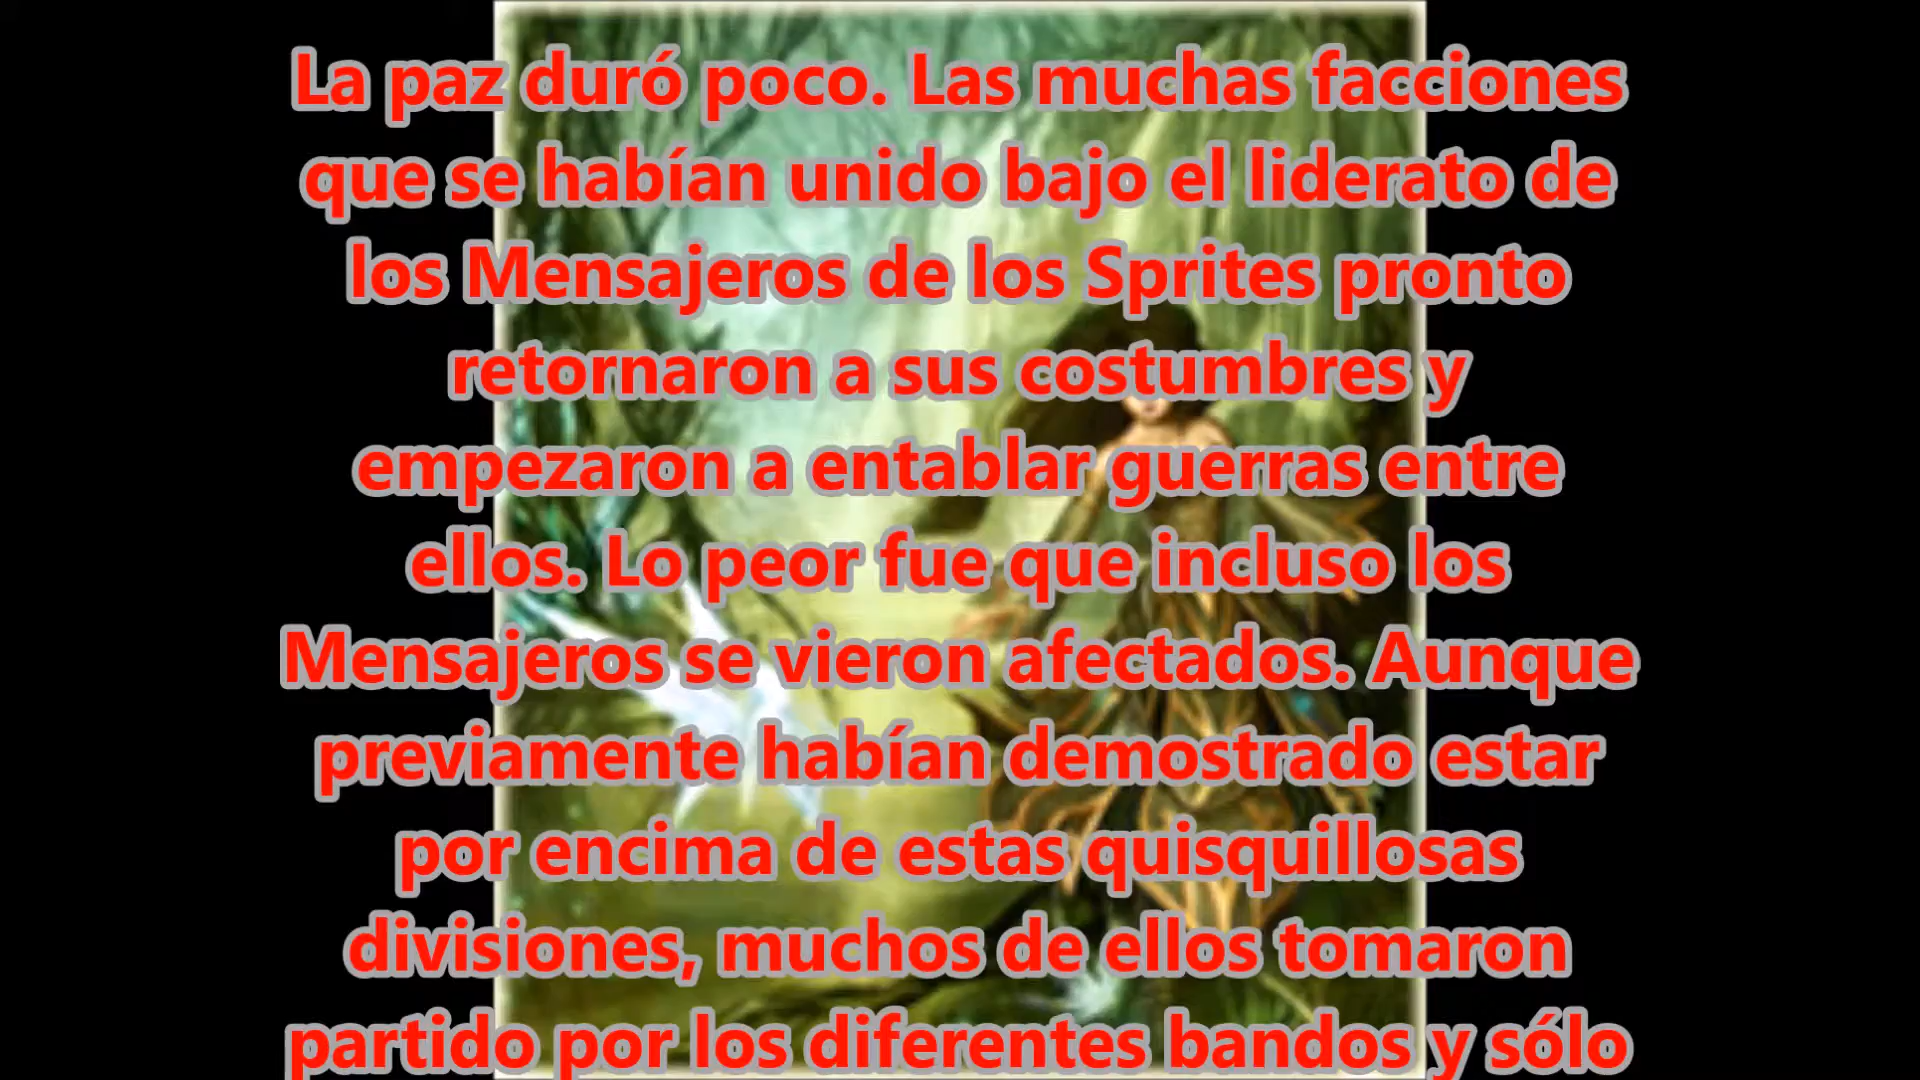 La paz duró poco. Las muchas facciones
que se habían unido bajo el liderato de
los Mensajeros de los Sprites pronto
retornaron a sus costumbres y
empezaron a entablar guerras entre
ellos. Lo peor fue que incluso los
Mensajeros se vieron afectados. Aunque
previamente habían demostrado estar
por encima de estas quisquillosas
divisiones, muchos de ellos tomaron
partido por los diferentes bandos y sólo